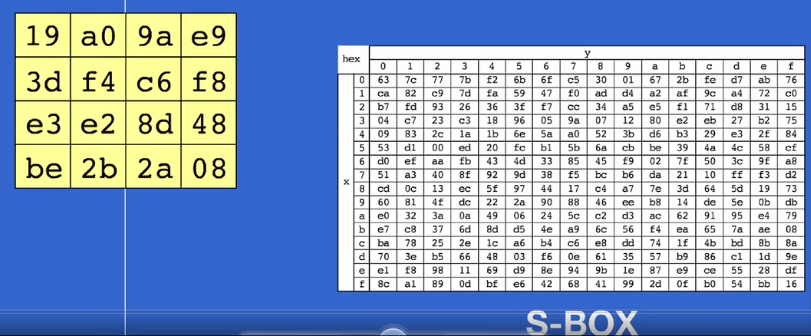 19 a0 9a e9
3d f4 c6 f8
e3 e2 8d 48
be 2b 2a 08
hex y
0 1 2 3 4 5 6 7 8 9 a b c d e f
0 63 7c 77 7b f2 6b 6f c5 30 01 67 2b fe d7 ab 76
1 ca 82 c9 7d fa 59 47 f0 ad d4 a2 af 9c a4 72 c0
2 b7 fd 93 26 36 3f f7 cc 34 a5 e5 f1 71 d8 31 15
3 04 c7 23 c3 18 96 05 9a 07 12 80 e2 eb 27 b2 75
4 09 83 2c 1a 1b 6e 5a a0 52 3b d6 b3 29 e3 2f 84
5 53 d1 00 ed 20 fc b1 5b 6a cb be 39 4a 4c 58 cf
6 d0 ef aa fb 43 4d 33 85 45 f9 02 7f 50 3c 9f a8
x 7 51 a3 40 8f 92 9d 38 f5 bc b6 da 21 10 ff f3 d2
8 cd 0c 13 ec 5f 97 44 17 c4 a7 7e 3d 64 5d 19 73
9 60 81 4f dc 22 2a 90 88 46 ee b8 14 de 5e 0b db
a e0 32 3a 0a 49 06 24 5c c2 d3 ac 62 91 95 e4 79
b e7 c8 37 6d 8d d5 4e a9 6c 56 f4 ea 65 7a ae 08
c ba 78 25 2e 1c a6 b4 c6 e8 dd 74 1f 4b bd 8b 8a
d 70 3e b5 66 48 03 f6 0e 61 35 57 b9 86 c1 1d 9e
e e1 f8 98 11 69 d9 8e 94 9b 1e 87 e9 ce 55 28 df
f 8c a1 89 0d bf e6 42 68 41 99 2d 0f b0 54 bb 16
S-BOX